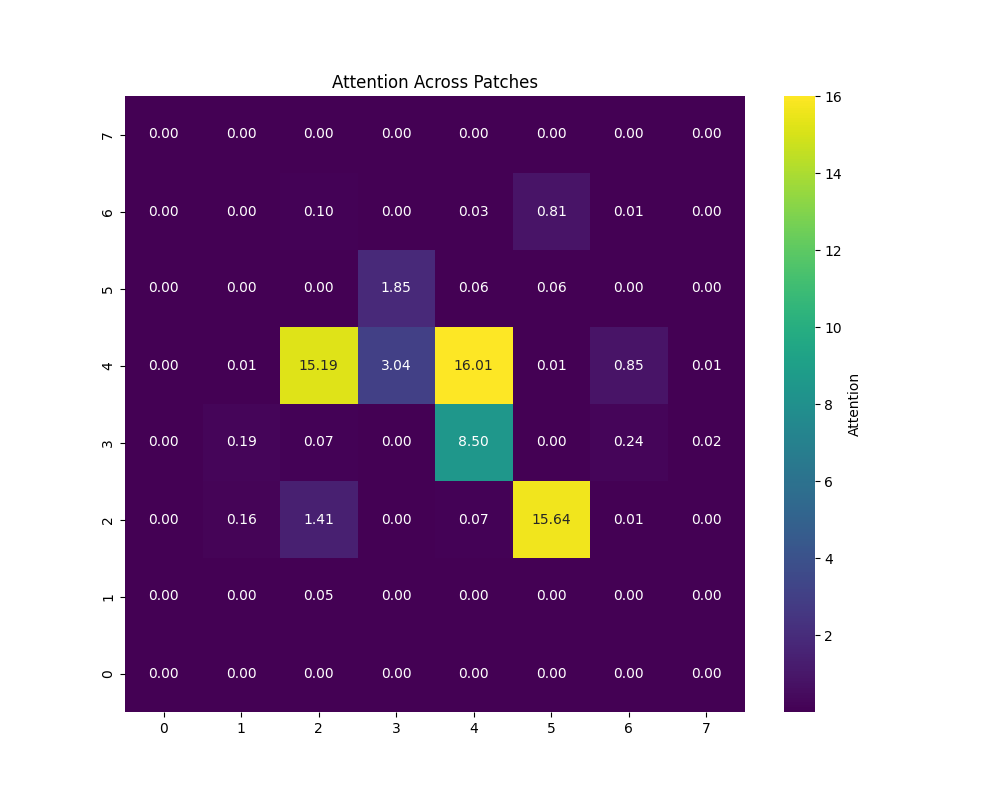 Attention Across Patches
7 0.00 0.00 0.00 0.00 0.00 0.00 0.00 0.00
6 0.00 0.00 0.10 0.00 0.03 0.81 0.01 0.00
5 0.00 0.00 0.00 1.85 0.06 0.06 0.00 0.00
4 0.00 0.01 15.19 3.04 16.01 0.01 0.85 0.01
3 0.00 0.19 0.07 0.00 8.50 0.00 0.24 0.02
2 0.00 0.16 1.41 0.00 0.07 15.64 0.01 0.00
1 0.00 0.00 0.05 0.00 0.00 0.00 0.00 0.00
0 0.00 0.00 0.00 0.00 0.00 0.00 0.00 0.00
0 1 2 3 4 5 6 7
16
14
12
10
8
6
4
2
Attention